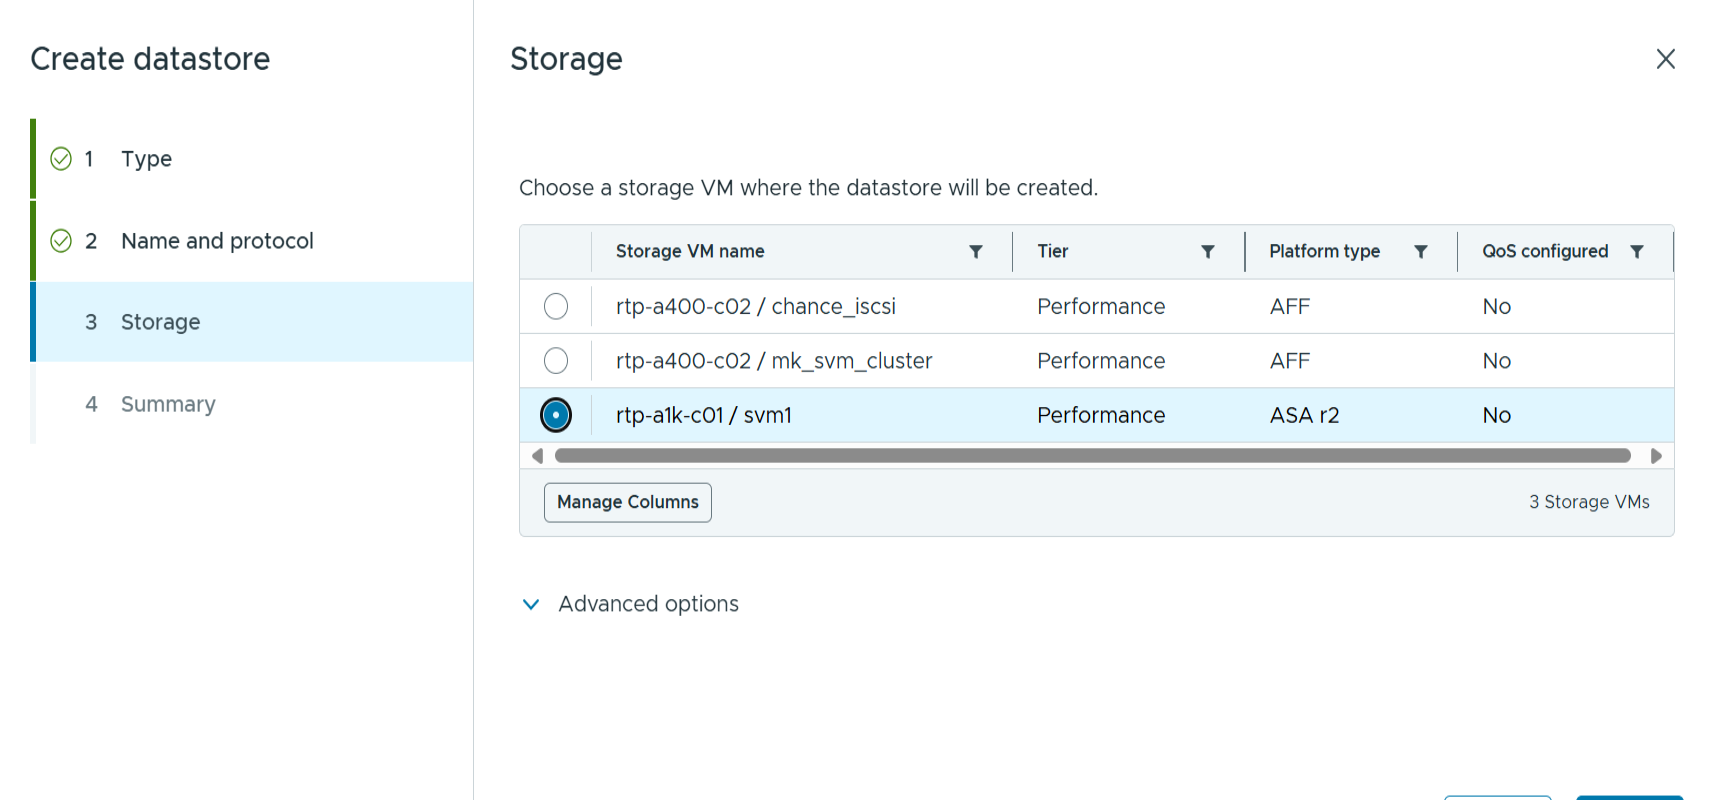 Create datastore
1 Type
2 Name and protocol
3 Storage
4 Summary
Storage
Choose a storage VM where the datastore will be created.
Storage VM name Tier Platform type QoS configured
rtp-a400-c02 / chance_iscsi Performance AFF No
rtp-a400-c02 / mk_svm_cluster Performance AFF No
rtp-a1k-c01 / svm1 Performance ASA r2 No
Manage Columns 3 Storage VMs
Advanced options